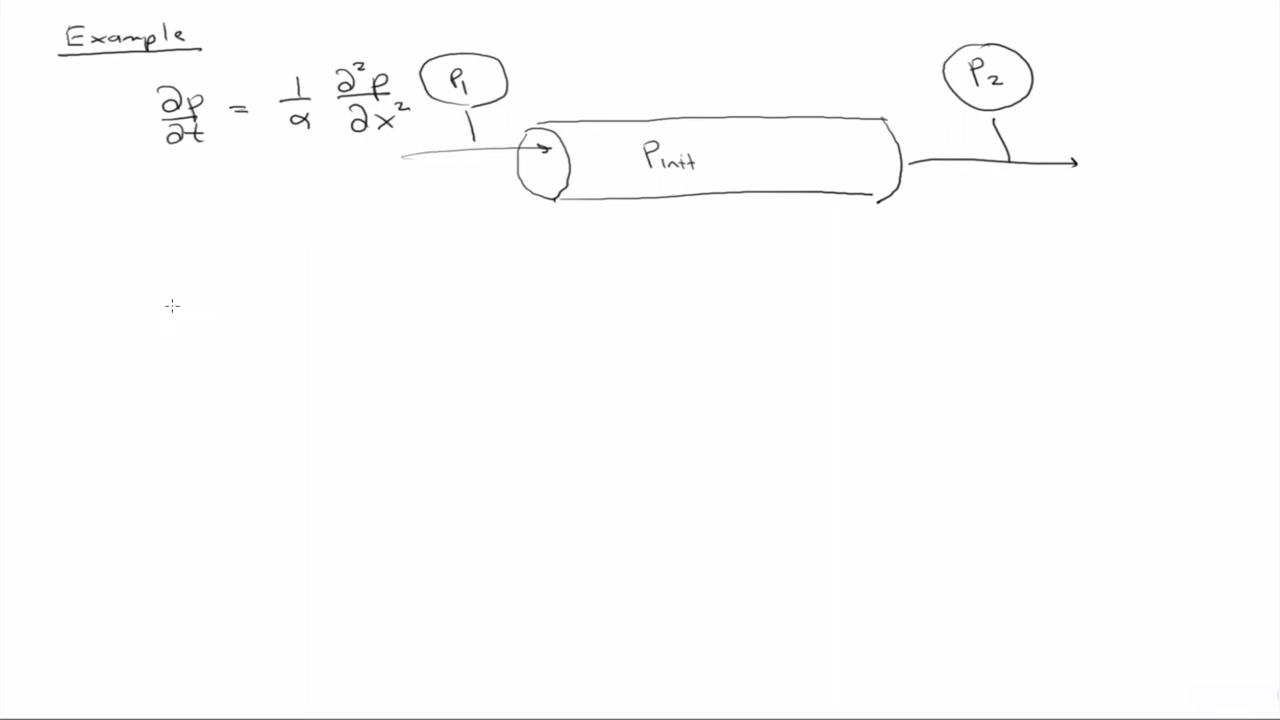 Example
∂p/∂t = 1/α ∂²p/∂x²
P₁
P₂
Pinit